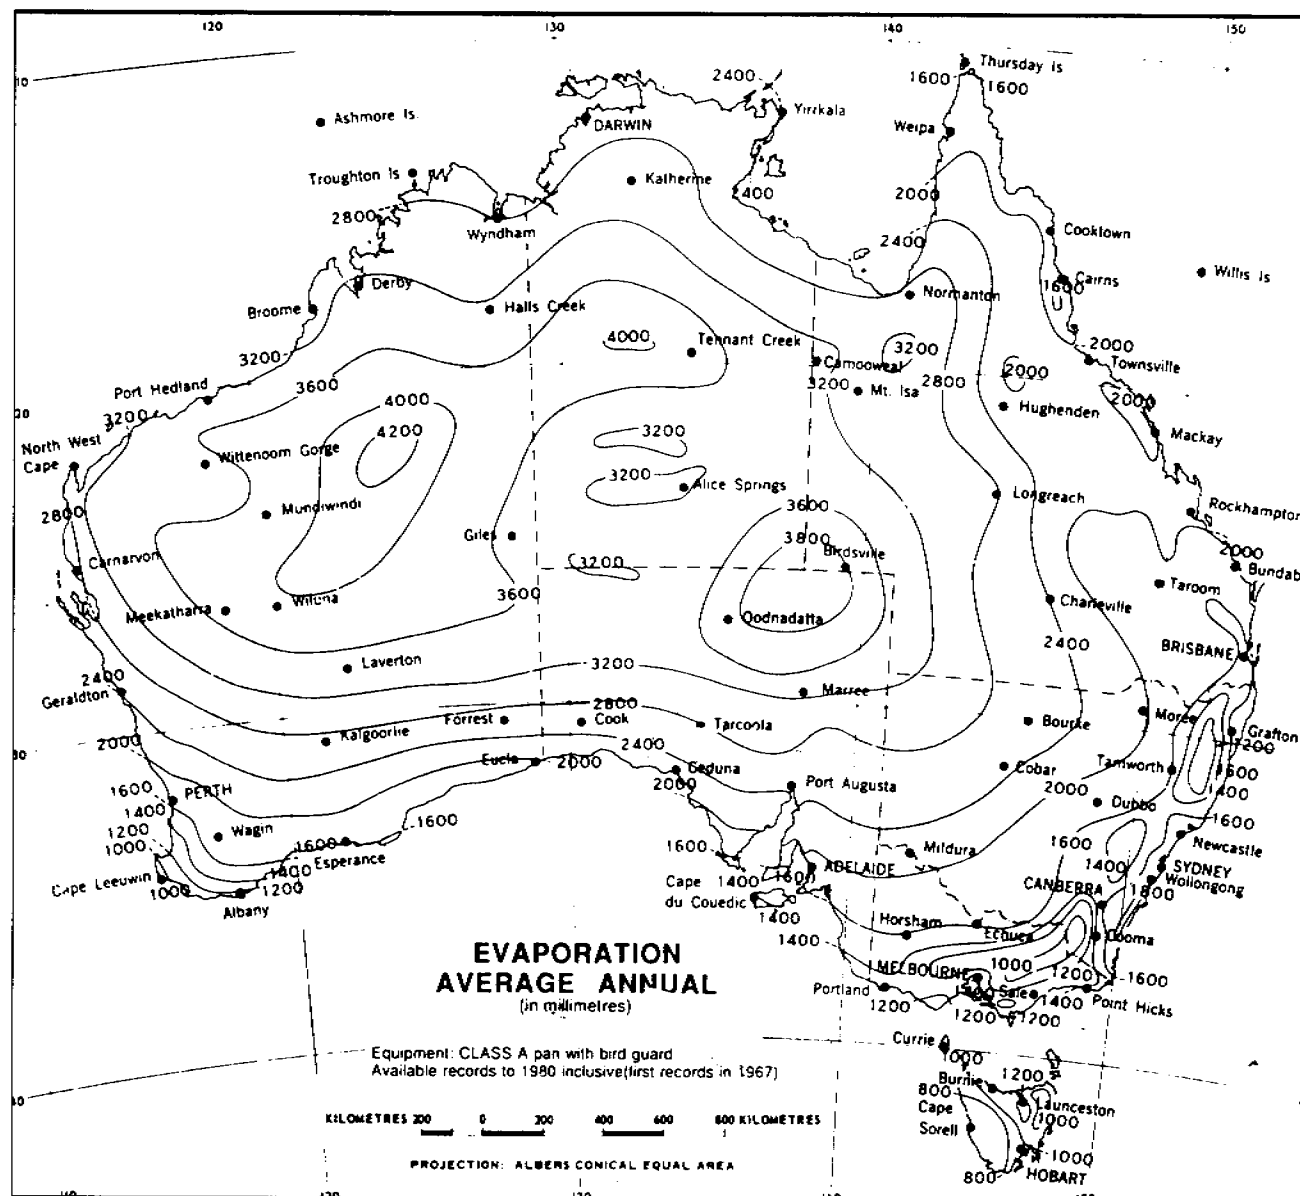 120 130 140 150
10
Thursday Is
2400
1600
1600
Ashmore Is.
DARWIN
Yirrkala
Weipa
Troughton Is
Katherine
2400
2000
2800
Wyndham
2400
Cooktown
Derby
Willis Is
Cairns
Broome
Halls Creek
Normanton
1600
4000
Tennant Creek
3200
2000
3200
Camooweal
Townsville
3600
3200
2800
2000
Port Hedland
Mt. Isa
4000
Hughenden
2000
3200
20
North West
Cape
4200
3200
Mackay
Wittenoom Gorge
3200
Alice Springs
Longreach
2800
Mundiwindi
3600
Rockhampton
Giles
3800
Birdsville
2000
Carnarvon
3200
Bundab
Taroom
3600
Meekatharra
Wiluna
Oodnadatta
Charleville
2400
BRISBANE
Laverton
3200
2400
Marree
Geraldton
2800
Forrest
Cook
Tarcoola
Bourke
Moree
Grafton
2000
Kalgoorlie
2400
1200
30
Eucla
2000
Ceduna
Cobar
Tamworth
1600
2000
Port Augusta
2000
1400
1600
PERTH
Dubbo
1400
1600
1200
Wagin
1600
1600
Newcastle
1000
1600
Mildura
1400
Esperance
1600
ADELAIDE
SYDNEY
Cape Leeuwin
1400
1400
Wollongong
1000
1200
Cape
du Couedic
CANBERRA
1800
Albany
1400
Horsham
Echuca
Cooma
1400
EVAPORATION
AVERAGE ANNUAL
(in millimetres)
MELBOURNE
1000
1200
1600
Portland
1200
Sale
1400
Point Hicks
1200
1200
Currie
1000
Equipment: CLASS A pan with bird guard
Available records to 1980 inclusive(first records in 1967)
Burnie
1200
800
Cape
Sorell
Launceston
1000
40
KILOMETRES 200 0 200 400 600 800 KILOMETRES
1000
PROJECTION: ALBERS CONICAL EQUAL AREA
800
HOBART